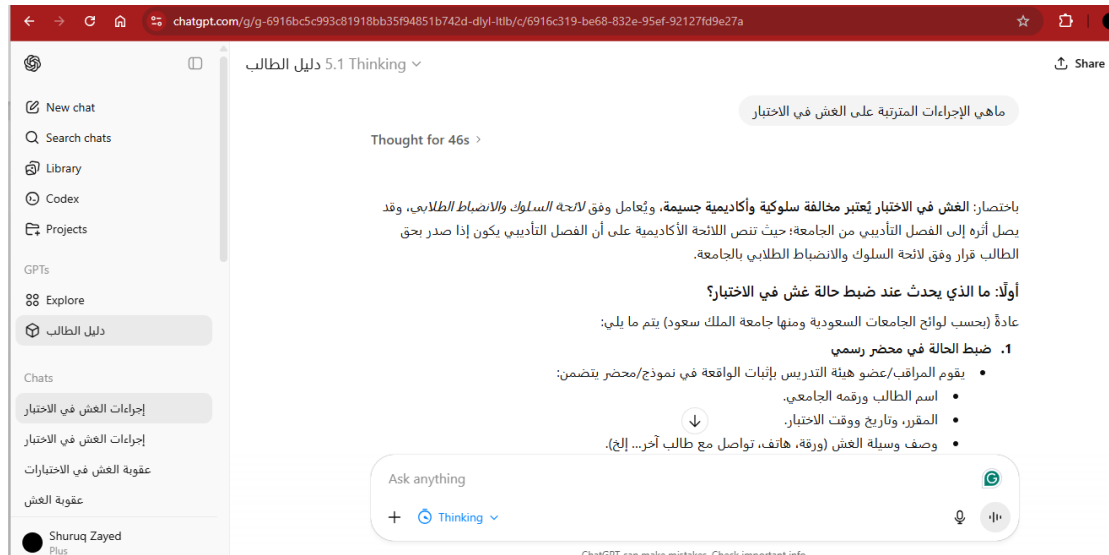 chatgpt.com/g/g-6916bc5c993c81918bb35f94851b742d-dlyl-ltlb/c/6916c319-be68-832e-95ef-92127fd9e27a
دليل الطالب 5.1 Thinking
Share
New chat
Search chats
Library
Codex
Projects
GPTs
Explore
دليل الطالب
Chats
إجراءات الغش في الاختبار
إجراءات الغش في الاختبار
عقوبة الغش في الاختبارات
عقوبة الغش
Shuruq Zayed
Plus
ماهي الإجراءات المترتبة على الغش في الاختبار
Thought for 46s
باختصار: الغش في الاختبار يُعتبر مخالفة سلوكية وأكاديمية جسيمة، ويُعامل وفق لائحة السلوك والانضباط الطلابي، وقد
يصل أثره إلى الفصل التأديبي من الجامعة؛ حيث تنص اللائحة الأكاديمية على أن الفصل التأديبي يكون إذا صدر بحق
الطالب قرار وفق لائحة السلوك والانضباط الطلابي بالجامعة.
أولًا: ما الذي يحدث عند ضبط حالة غش في الاختبار؟
عادةً (بحسب لوائح الجامعات السعودية ومنها جامعة الملك سعود) يتم ما يلي:
1. ضبط الحالة في محضر رسمي
• يقوم المراقب/عضو هيئة التدريس بإثبات الواقعة في نموذج/محضر يتضمن:
• اسم الطالب ورقمه الجامعي.
• المقرر، وتاريخ ووقت الاختبار.
• وصف وسيلة الغش (ورقة، هاتف، تواصل مع طالب آخر... إلخ).
Ask anything
Thinking
ChatGPT can make mistakes. Check important info.